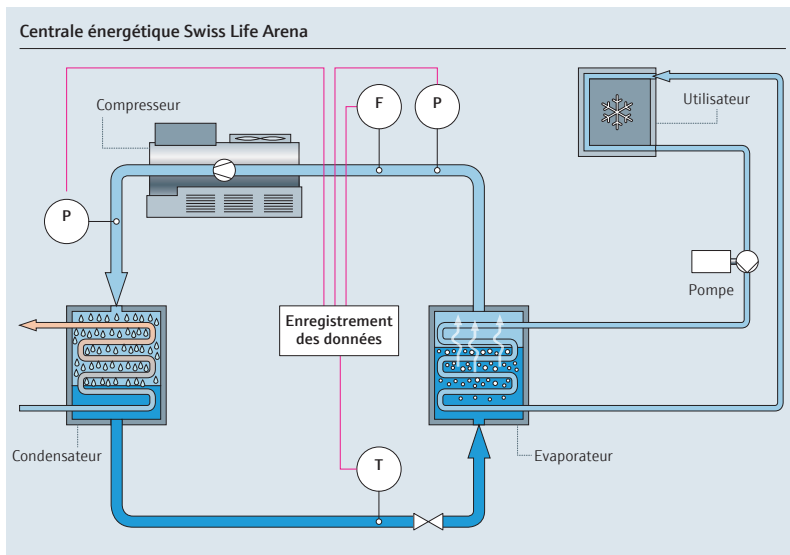 Centrale énergétique Swiss Life Arena
Compresseur
F
P
Utilisateur
P
Pompe
Enregistrement
des données
Condensateur
T
Evaporateur